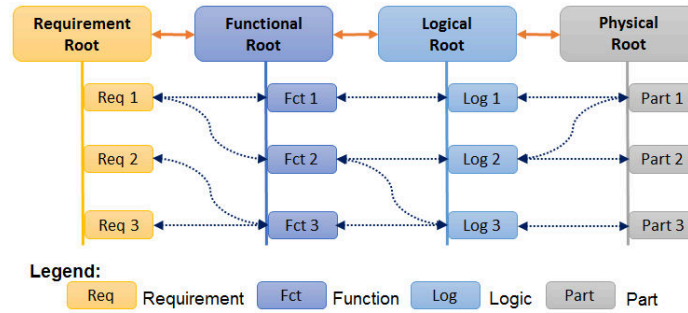 Requirement Root
Functional Root
Logical Root
Physical Root
Req 1
Fct 1
Log 1
Part 1
Req 2
Fct 2
Log 2
Part 2
Req 3
Fct 3
Log 3
Part 3
Legend:
Req Requirement Fct Function Log Logic Part Part